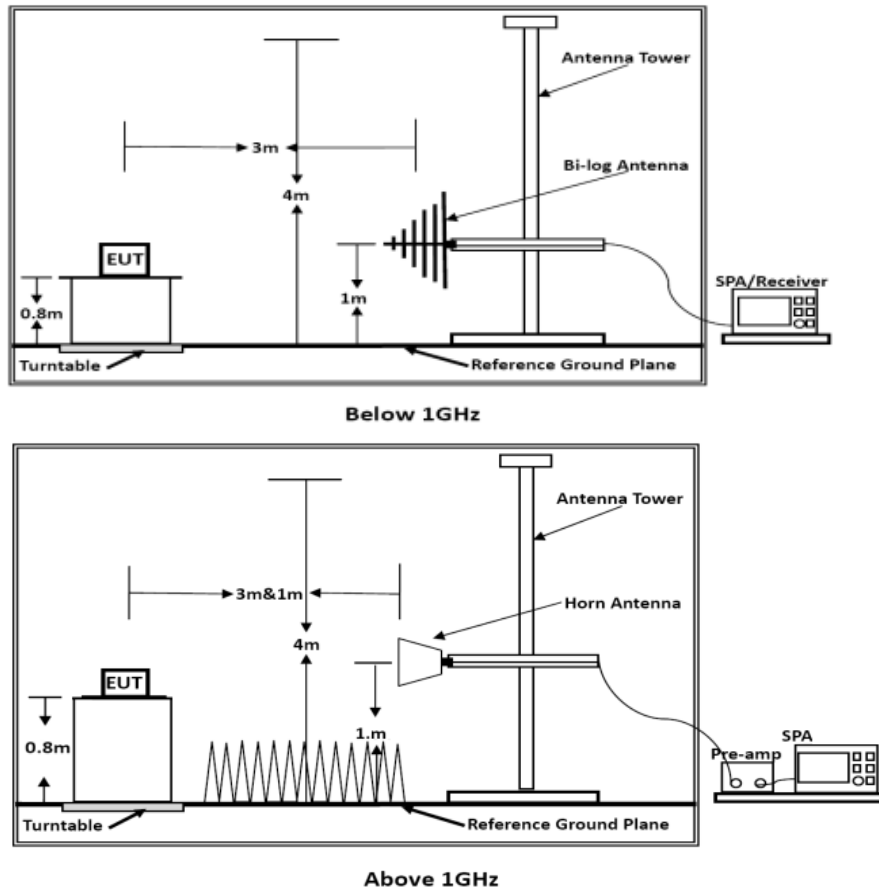 Antenna Tower
3m
Bi-log Antenna
4m
EUT
SPA/Receiver
1m
0.8m
Turntable
Reference Ground Plane
Below 1GHz
Antenna Tower
3m&1m
Horn Antenna
4m
EUT
1.m
SPA
0.8m
Pre-amp
Turntable
Reference Ground Plane
Above 1GHz